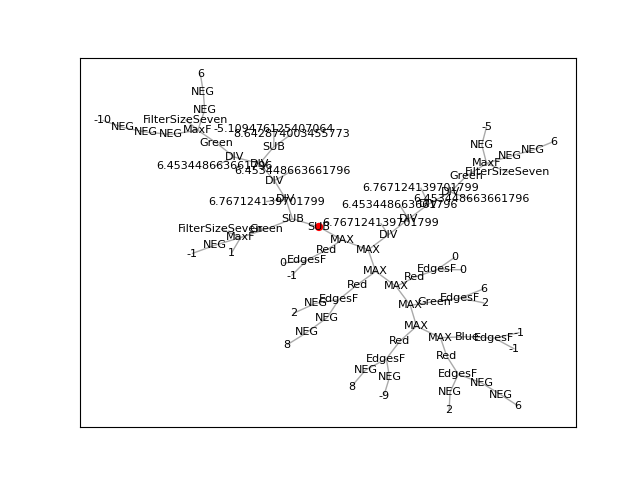 6
NEG
NEG
-10
NEG
NEG
NEG
FilterSizeSeven
MaxF
-5.109476125407064
8.642874003455773
Green
SUB
DIV
DIV
6.453448663661796
6.453448663661796
DIV
DIV
6.767124139701799
SUB
SUB
FilterSizeSeven
Green
MaxF
NEG
-1
1
-5
NEG
6
NEG
NEG
MaxF
FilterSizeSeven
Green
6.767124139701799
DIV
6.453448663661796
6.453448663661796
DIV
DIV
6.767124139701799
DIV
MAX
MAX
Red
EdgesF
0
-1
MAX
Red
EdgesF
NEG
2
NEG
NEG
8
MAX
Red
EdgesF
0
0
MAX
Green
EdgesF
6
2
MAX
Red
EdgesF
NEG
8
NEG
-9
MAX
Blue
EdgesF
-1
-1
Red
EdgesF
NEG
2
NEG
NEG
6